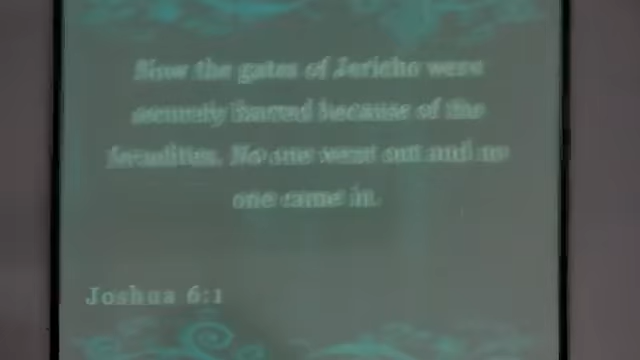 Now the gates of Jericho were
securely barred because of the
Israelites. No one went out and no
one came in.
Joshua 6:1